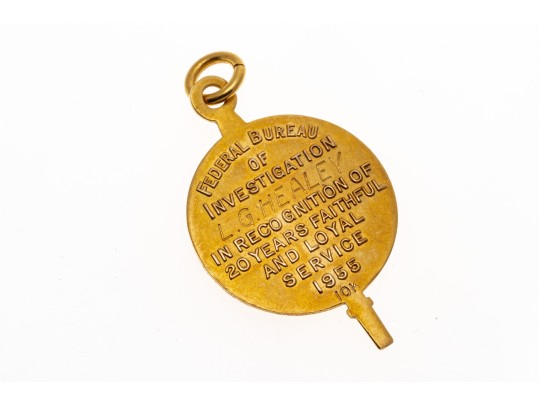 FEDERAL BUREAU
OF
INVESTIGATION
L.G. HEALEY
IN RECOGNITION OF
20 YEARS FAITHFUL
AND LOYAL
SERVICE
1955
10K